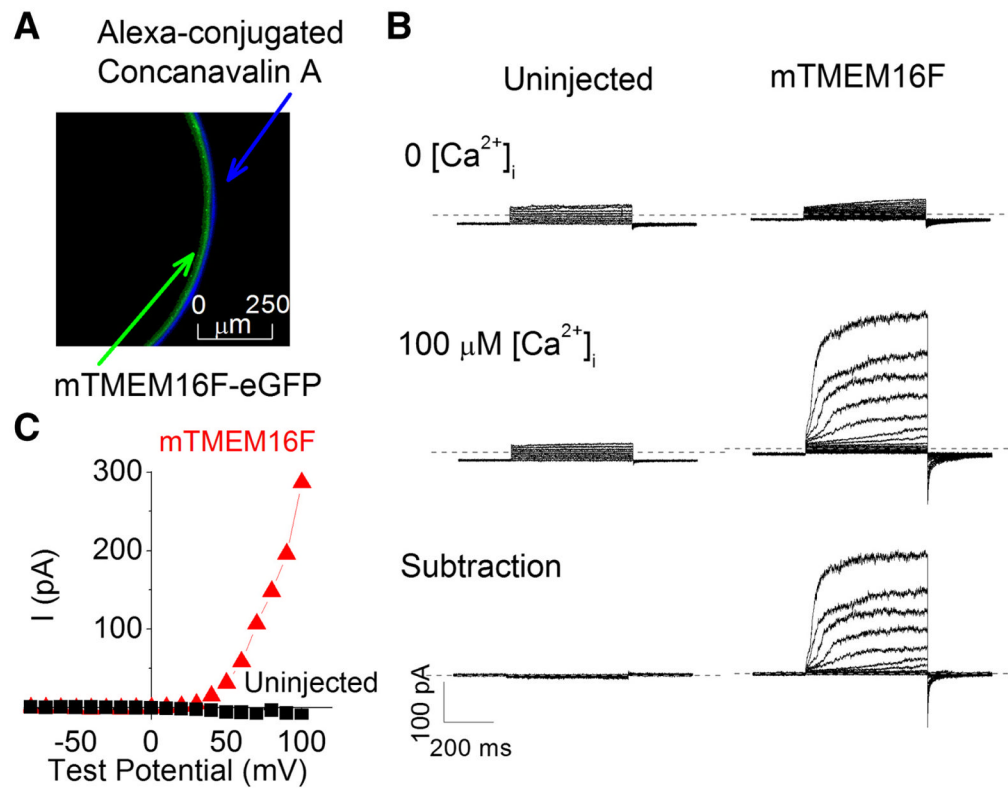 A
Alexa-conjugated
Concanavalin A
0 250
μm
mTMEM16F-eGFP
B
Uninjected mTMEM16F
0 [Ca²⁺]ᵢ
100 μM [Ca²⁺]ᵢ
Subtraction
100 pA
200 ms
C
mTMEM16F
300
200
100
I (pA)
Uninjected
-50 0 50 100
Test Potential (mV)